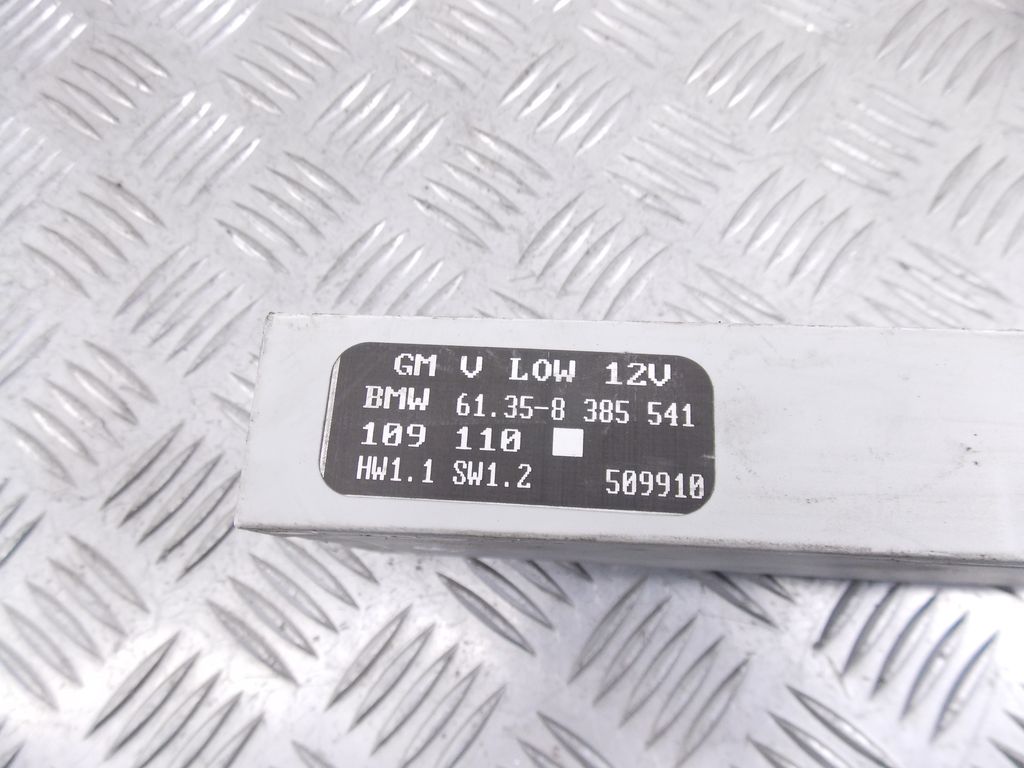 GM V LOW 12V
BMW 61.35-8 385 541
109 110
HW1.1 SW1.2 509910